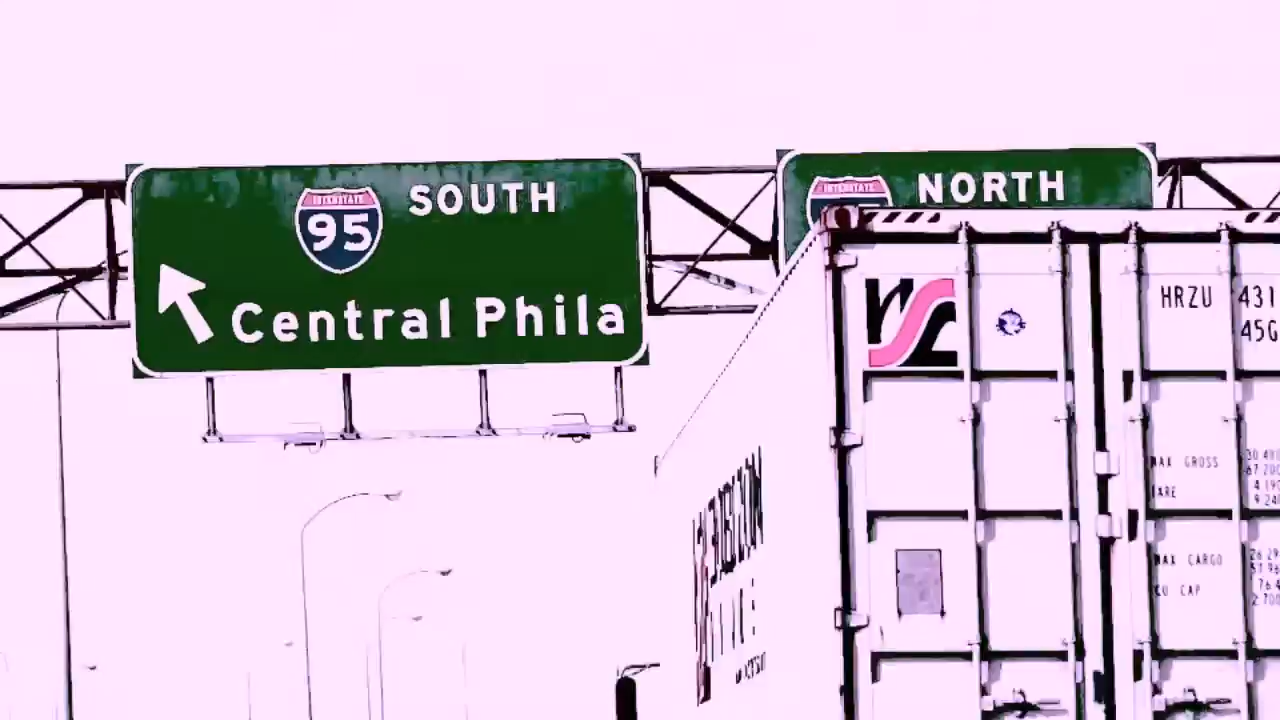 INTERSTATE
95
SOUTH
Central Phila
INTERSTATE
NORTH
HRZU 431
45G
MAX GROSS
TARE
MAX CARGO
CU CAP